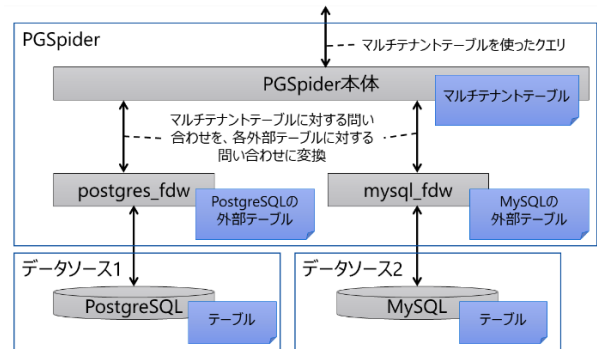 PGSpider
マルチテナントテーブルを使ったクエリ
PGSpider本体
マルチテナントテーブル
マルチテナントテーブルに対する問い
合わせを、各外部テーブルに対する
問い合わせに変換
postgres_fdw
PostgreSQLの
外部テーブル
mysql_fdw
MySQLの
外部テーブル
データソース1
PostgreSQL
テーブル
データソース2
MySQL
テーブル